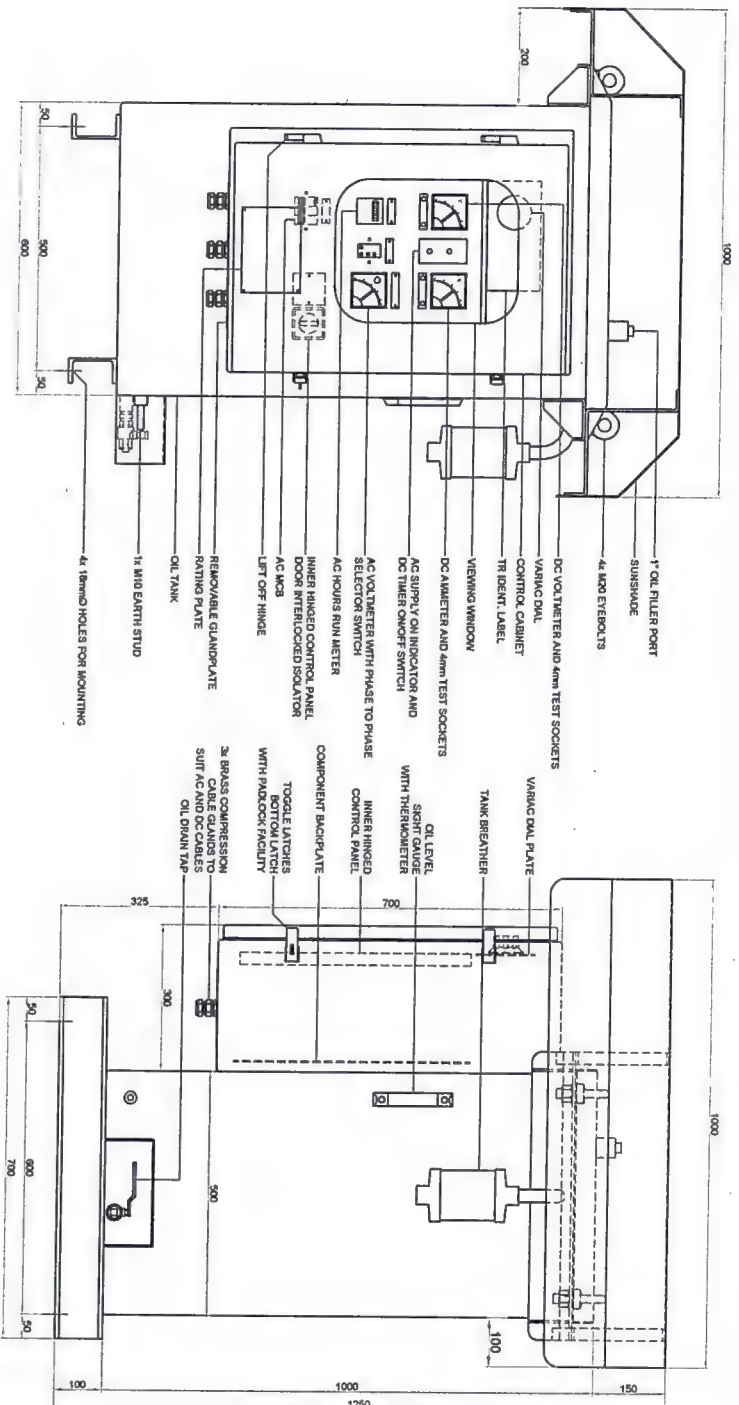 1000
200
50
500
50
600
1" OIL FILLER PORT
SUNSHADE
4x M20 EYEBOLTS
DC VOLTMETER AND 4mm TEST SOCKETS
VARIAC DIAL
CONTROL CABINET
TR IDENT. LABEL
VIEWING WINDOW
DC AMMETER AND 4mm TEST SOCKETS
AC SUPPLY ON INDICATOR AND
DC TIMER ON/OFF SWITCH
AC VOLTMETER WITH PHASE TO PHASE
SELECTOR SWITCH
AC HOURS RUN METER
INNER HINGED CONTROL PANEL
DOOR INTERLOCKED ISOLATOR
AC MCB
LIFT OFF HINGE
REMOVABLE GLANDPLATE
RATING PLATE
OIL TANK
1x M10 EARTH STUD
4x 18mmØ HOLES FOR MOUNTING
VARIAC DIAL PLATE
TANK BREATHER
OIL LEVEL
SIGHT GAUGE
WITH THERMOMETER
INNER HINGED
CONTROL PANEL
COMPONENT BACKPLATE
TOGGLE LATCHES
BOTTOM LATCH
WITH PADLOCK FACILITY
3x BRASS COMPRESSION
CABLE GLANDS TO
SUIT AC AND DC CABLES
OIL DRAIN TAP
1000
700
325
300
500
100
50
600
50
700
150
1000
100
1250